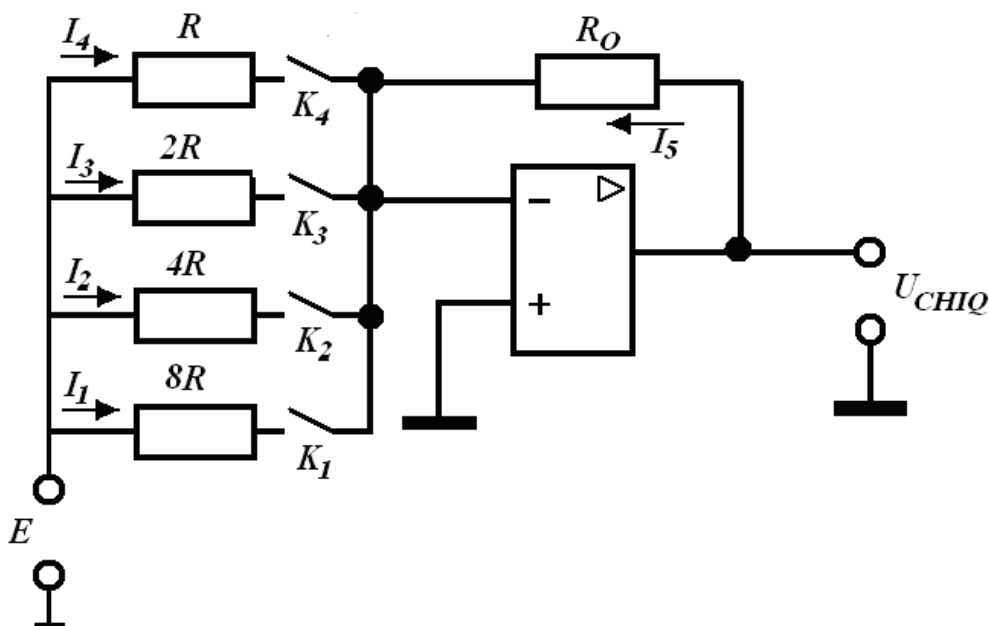 I4 R RO
K4 I5
I3 2R
K3 −
I2 4R
K2 + UCHIQ
I1 8R
K1
E